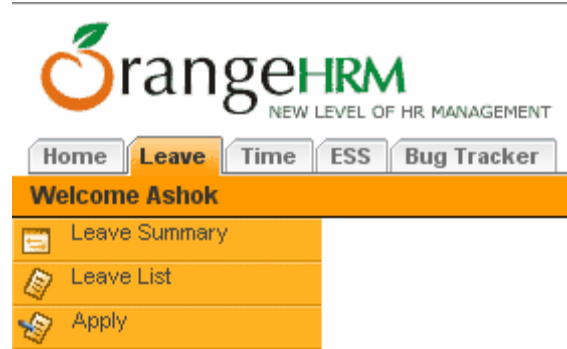 OrangeHRM
NEW LEVEL OF HR MANAGEMENT
Home Leave Time ESS Bug Tracker
Welcome Ashok
Leave Summary
Leave List
Apply